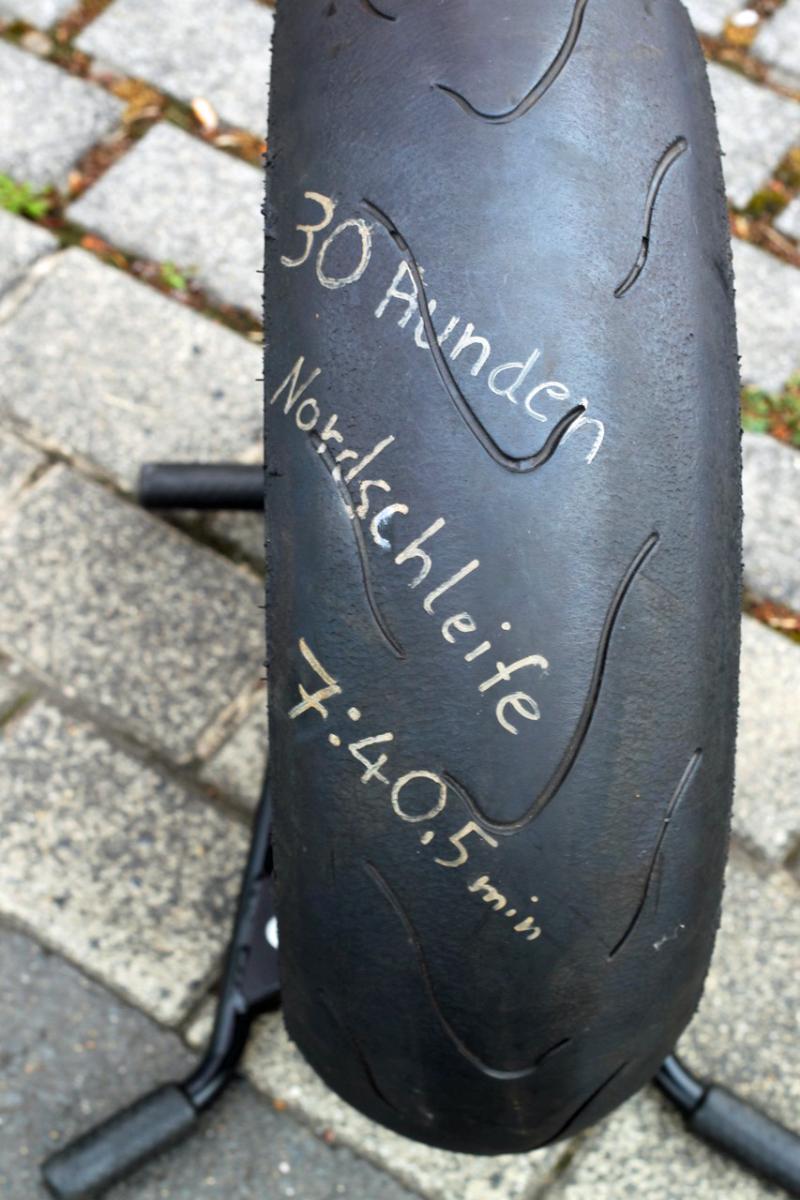 30 Runden
Nordschleife
7:40,5 min